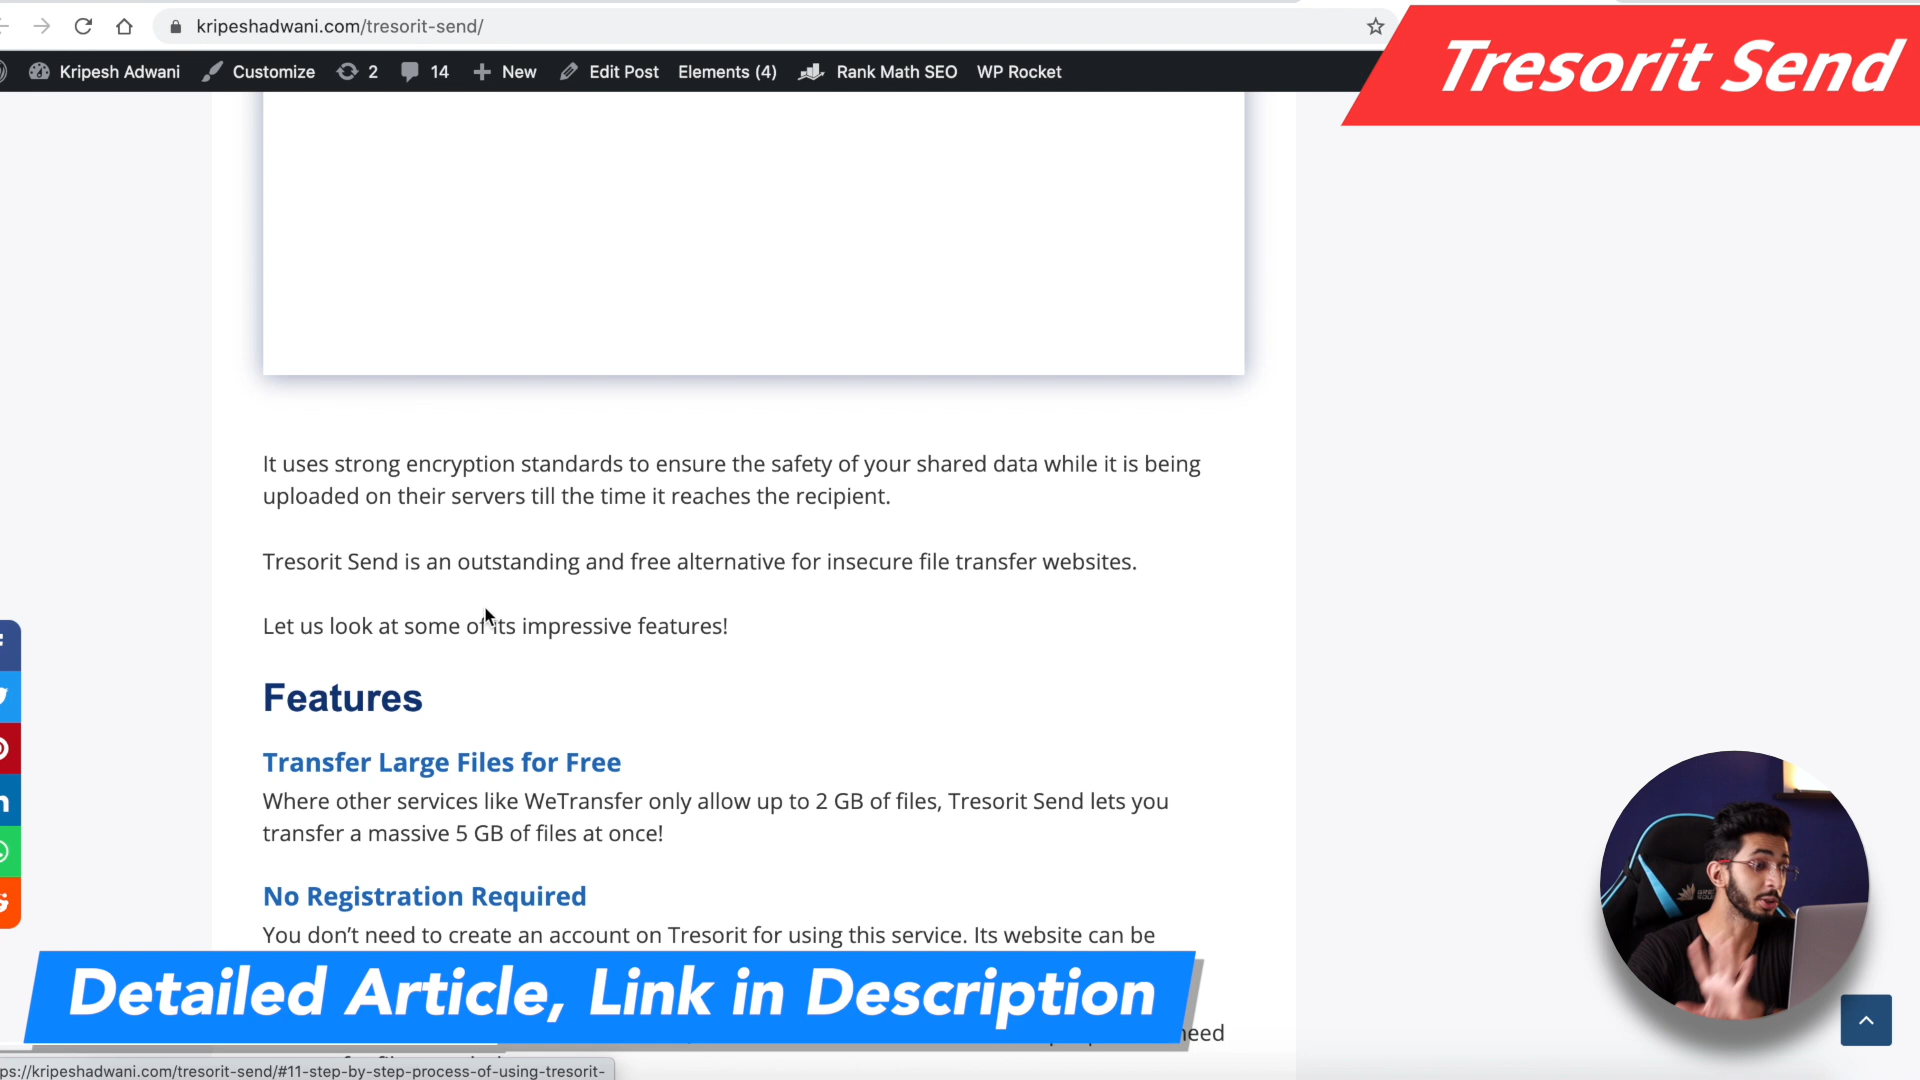 kripeshadwani.com/tresorit-send/
Kripesh Adwani Customize 2 14 New Edit Post Elements (4) Rank Math SEO WP Rocket
Tresorit Send
It uses strong encryption standards to ensure the safety of your shared data while it is being
uploaded on their servers till the time it reaches the recipient.
Tresorit Send is an outstanding and free alternative for insecure file transfer websites.
Let us look at some of its impressive features!
Features
Transfer Large Files for Free
Where other services like WeTransfer only allow up to 2 GB of files, Tresorit Send lets you
transfer a massive 5 GB of files at once!
No Registration Required
You don’t need to create an account on Tresorit for using this service. Its website can be
Detailed Article, Link in Description
need
ps://kripeshadwani.com/tresorit-send/#11-step-by-step-process-of-using-tresorit-